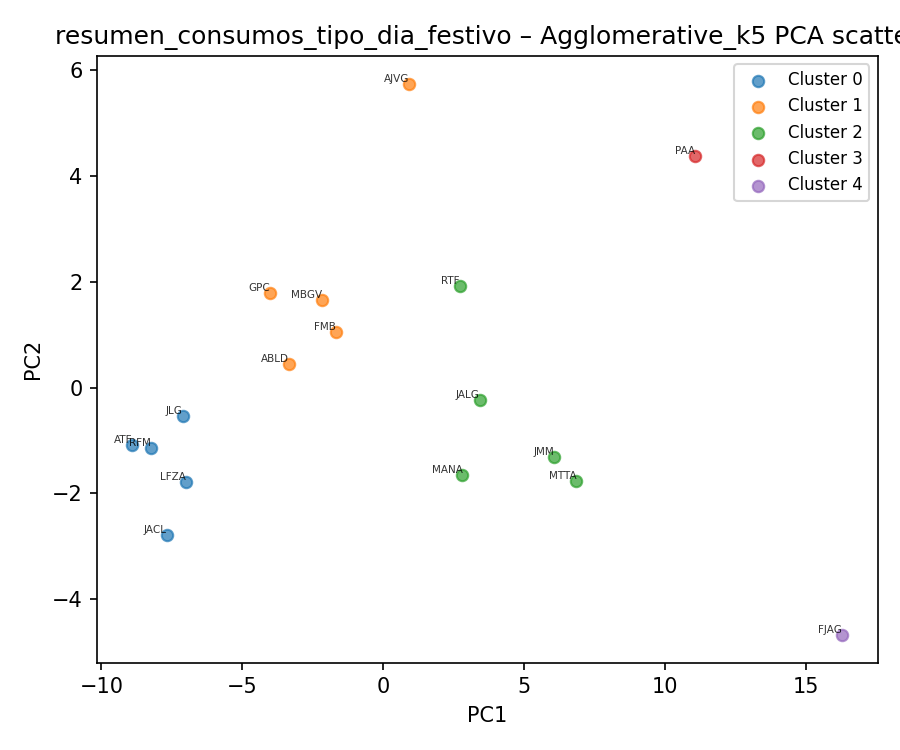 resumen_consumos_tipo_dia_festivo – Agglomerative_k5 PCA scatte
Cluster 0
Cluster 1
Cluster 2
Cluster 3
Cluster 4
AJVG
PAA
RTF
GPC
MBGV
FMB
ABLD
JALG
JLG
RFM
JMM
MANA
MTTA
LFZA
JACL
FJAG
6
4
2
0
−2
−4
PC2
−10
−5
0
5
10
15
PC1